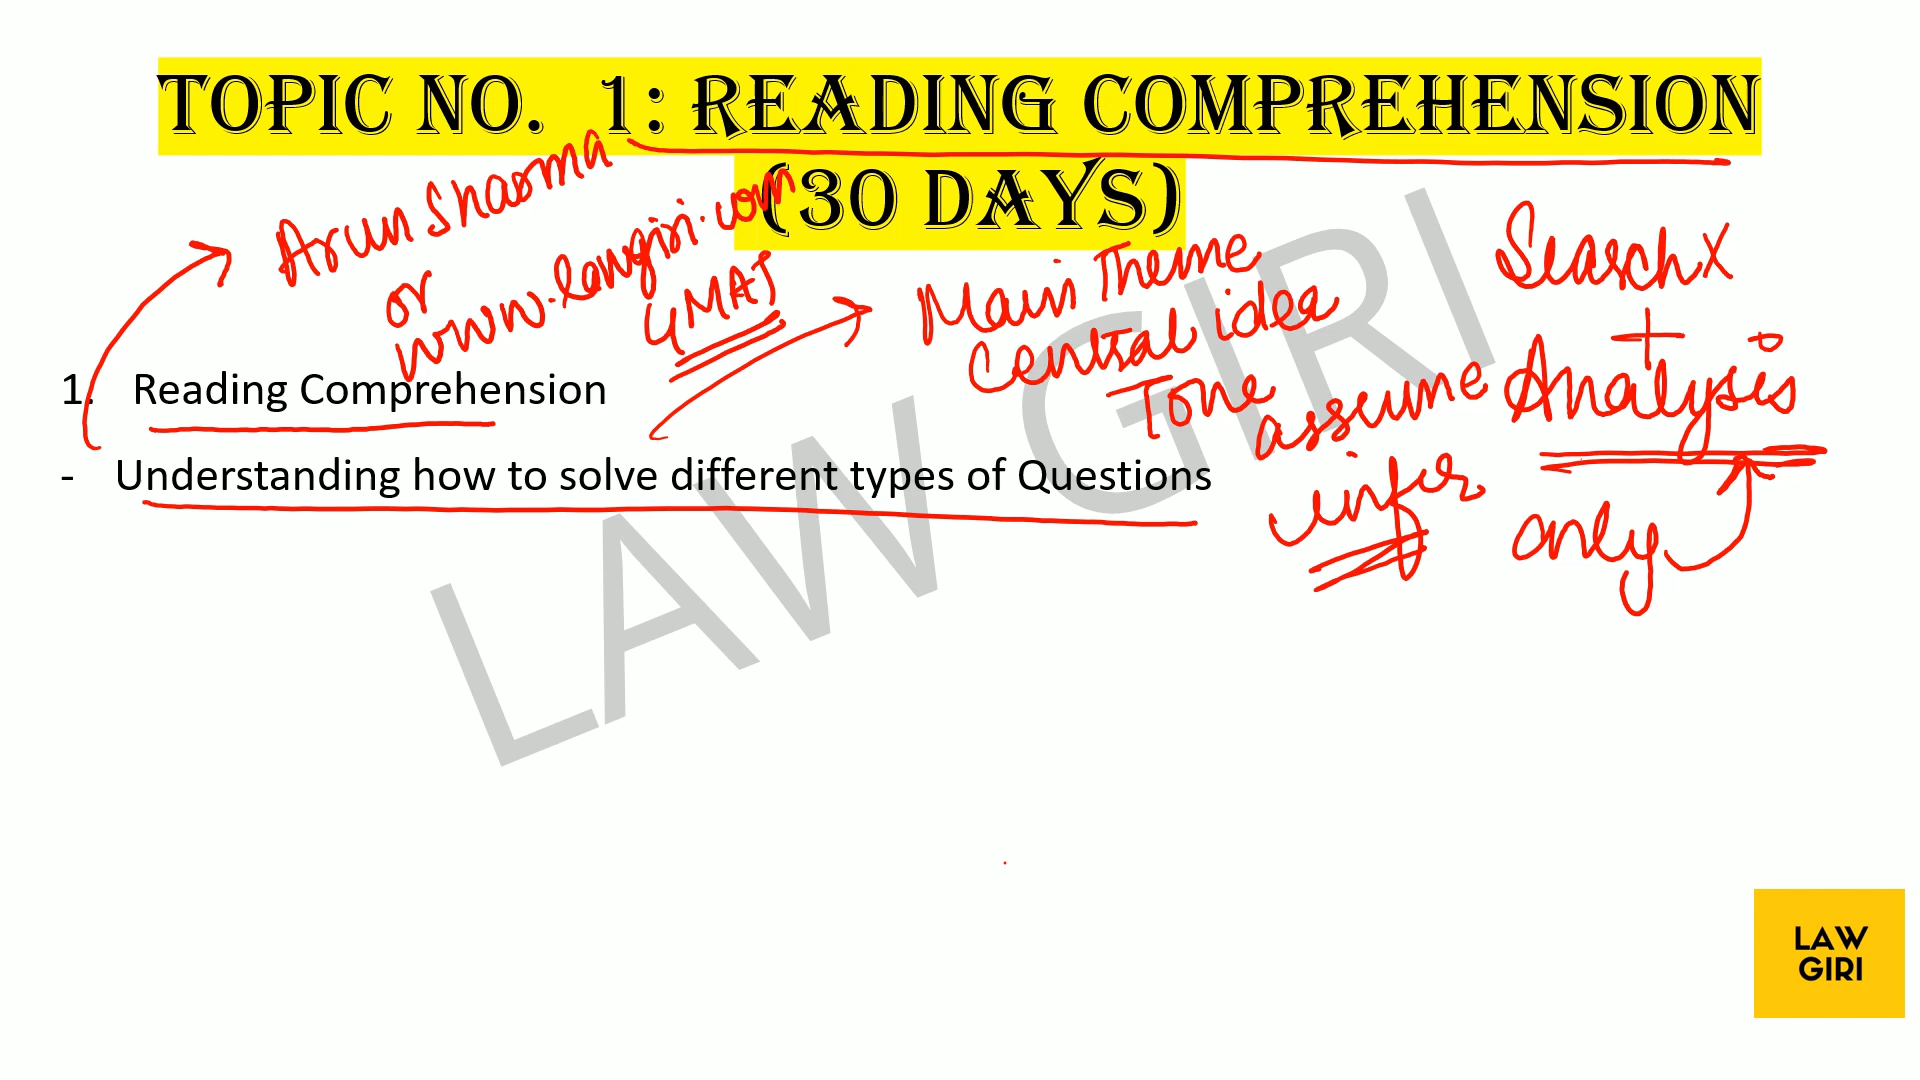 TOPIC NO. 1: READING COMPREHENSION
(30 DAYS)
Arun Sharma
or
www.lawgiri.com
GMAT
Main Theme
Central idea
Tone
assume
infer
Search X
+
Analysis
only
1. Reading Comprehension
- Understanding how to solve different types of Questions
LAW GIRI
LAW
GIRI